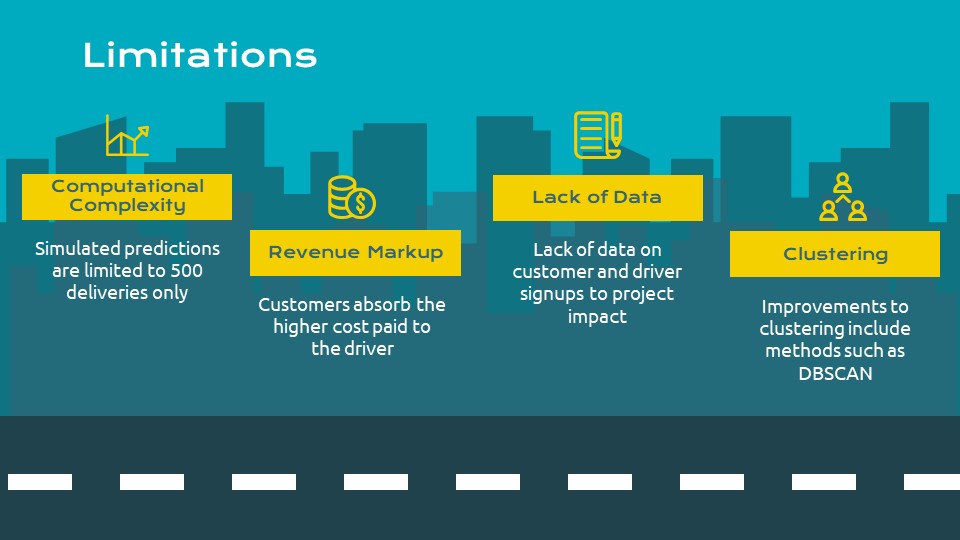 Limitations
Computational
Complexity
Simulated predictions
are limited to 500
deliveries only
Revenue Markup
Customers absorb the
higher cost paid to
the driver
Lack of Data
Lack of data on
customer and driver
signups to project
impact
Clustering
Improvements to
clustering include
methods such as
DBSCAN